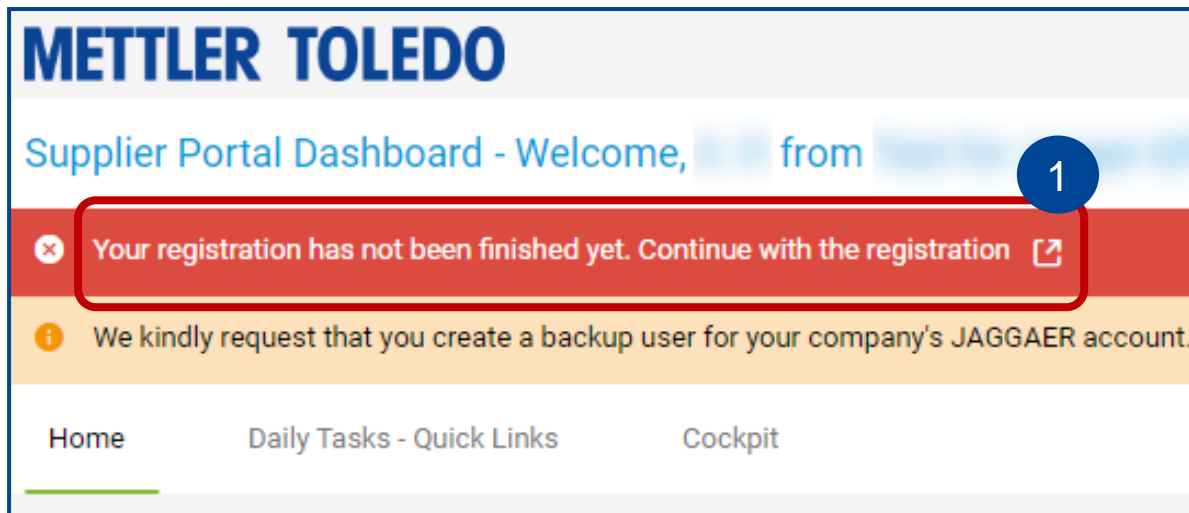 METTLER TOLEDO
Supplier Portal Dashboard - Welcome, from
1
Your registration has not been finished yet. Continue with the registration
We kindly request that you create a backup user for your company's JAGGAER account.
Home Daily Tasks - Quick Links Cockpit